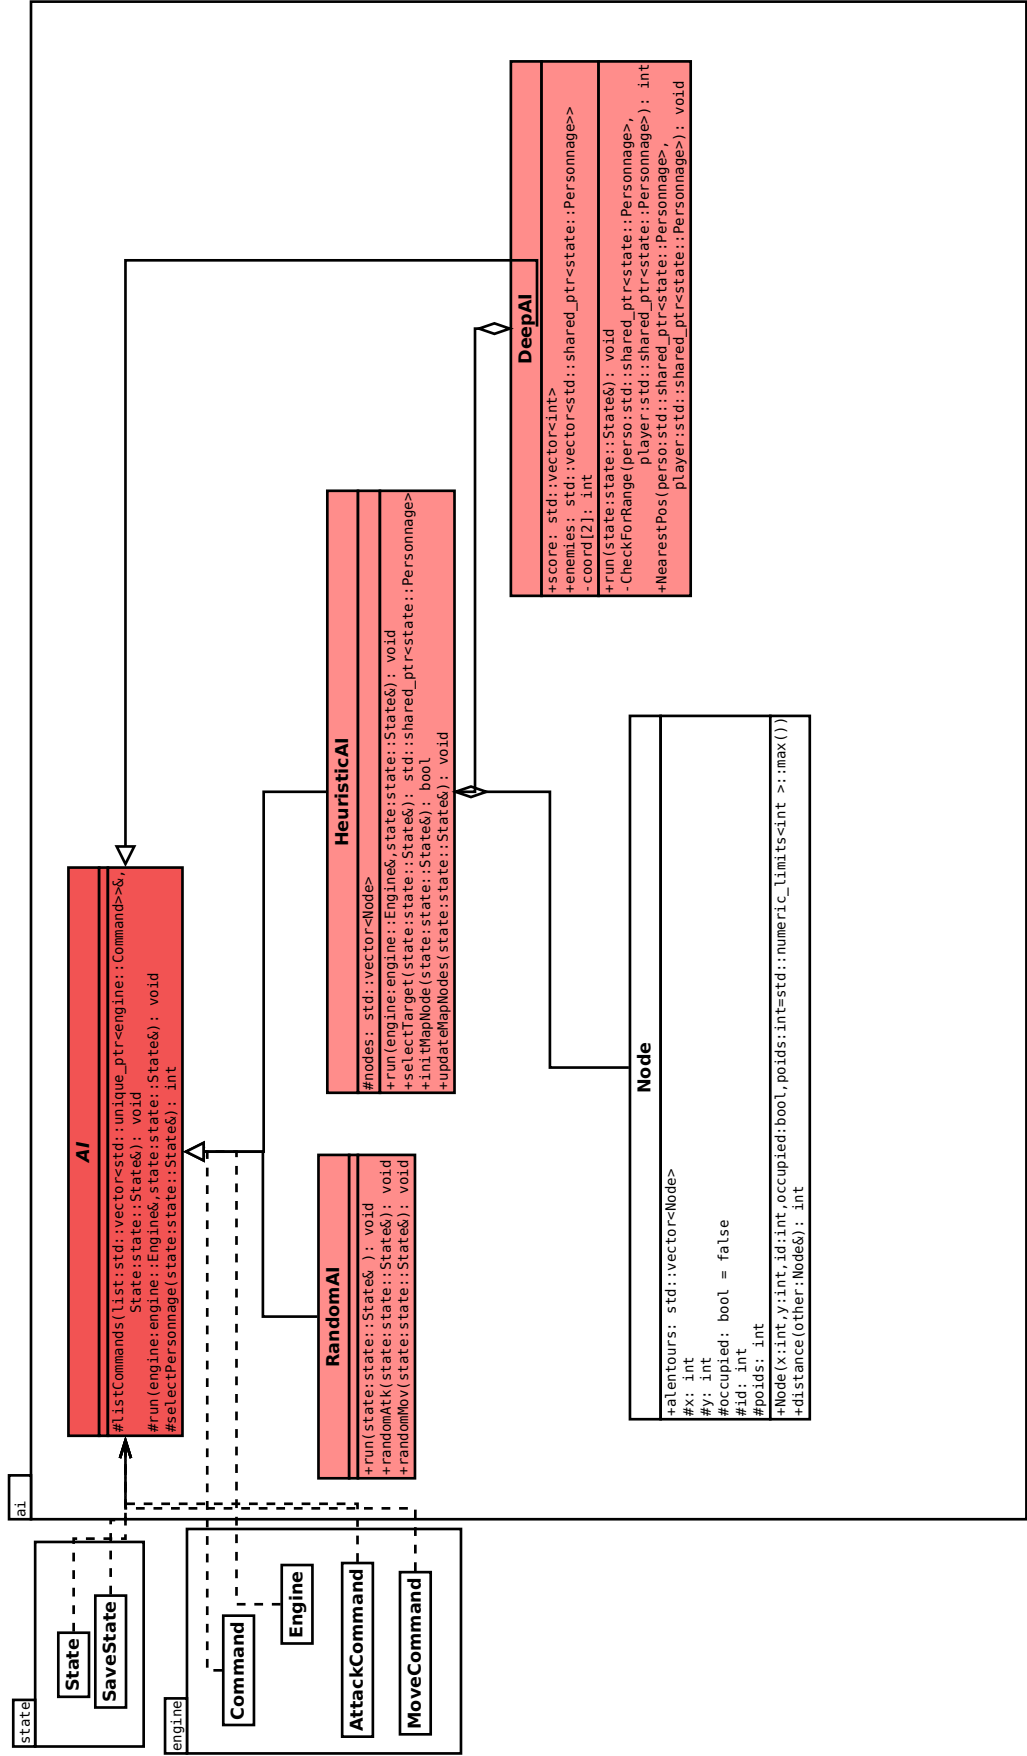 state
State
SaveState
engine
Command
Engine
AttackCommand
MoveCommand
ai
AI
#listCommands(list:std::vector<std::unique_ptr<engine::Command>>&,
State:state::State&): void
#run(engine:engine::Engine&,state:state::State&): void
#selectPersonnage(state:state::State&): int
RandomAI
+run(state:state::State& ): void
+randomAtk(state:state::State&): void
+randomMov(state:state::State&): void
HeuristicAI
#nodes: std::vector<Node>
+run(engine:engine::Engine&,state:state::State&): void
+selectTarget(state:state::State&): std::shared_ptr<state::Personnage>
+initMapNode(state:state::State&): bool
+updateMapNodes(state:state::State&): void
DeepAI
+score: std::vector<int>
+enemies: std::vector<std::shared_ptr<state::Personnage>>
-coord[2]: int
+run(state:state::State&): void
-CheckForRange(perso:std::shared_ptr<state::Personnage>,
player:std::shared_ptr<state::Personnage>): int
+NearestPos(perso:std::shared_ptr<state::Personnage>,
player:std::shared_ptr<state::Personnage>): void
Node
+alentours: std::vector<Node>
#x: int
#y: int
#occupied: bool = false
#id: int
#poids: int
+Node(x:int,y:int,id:int,occupied:bool,poids:int=std::numeric_limits<int >::max())
+distance(other:Node&): int